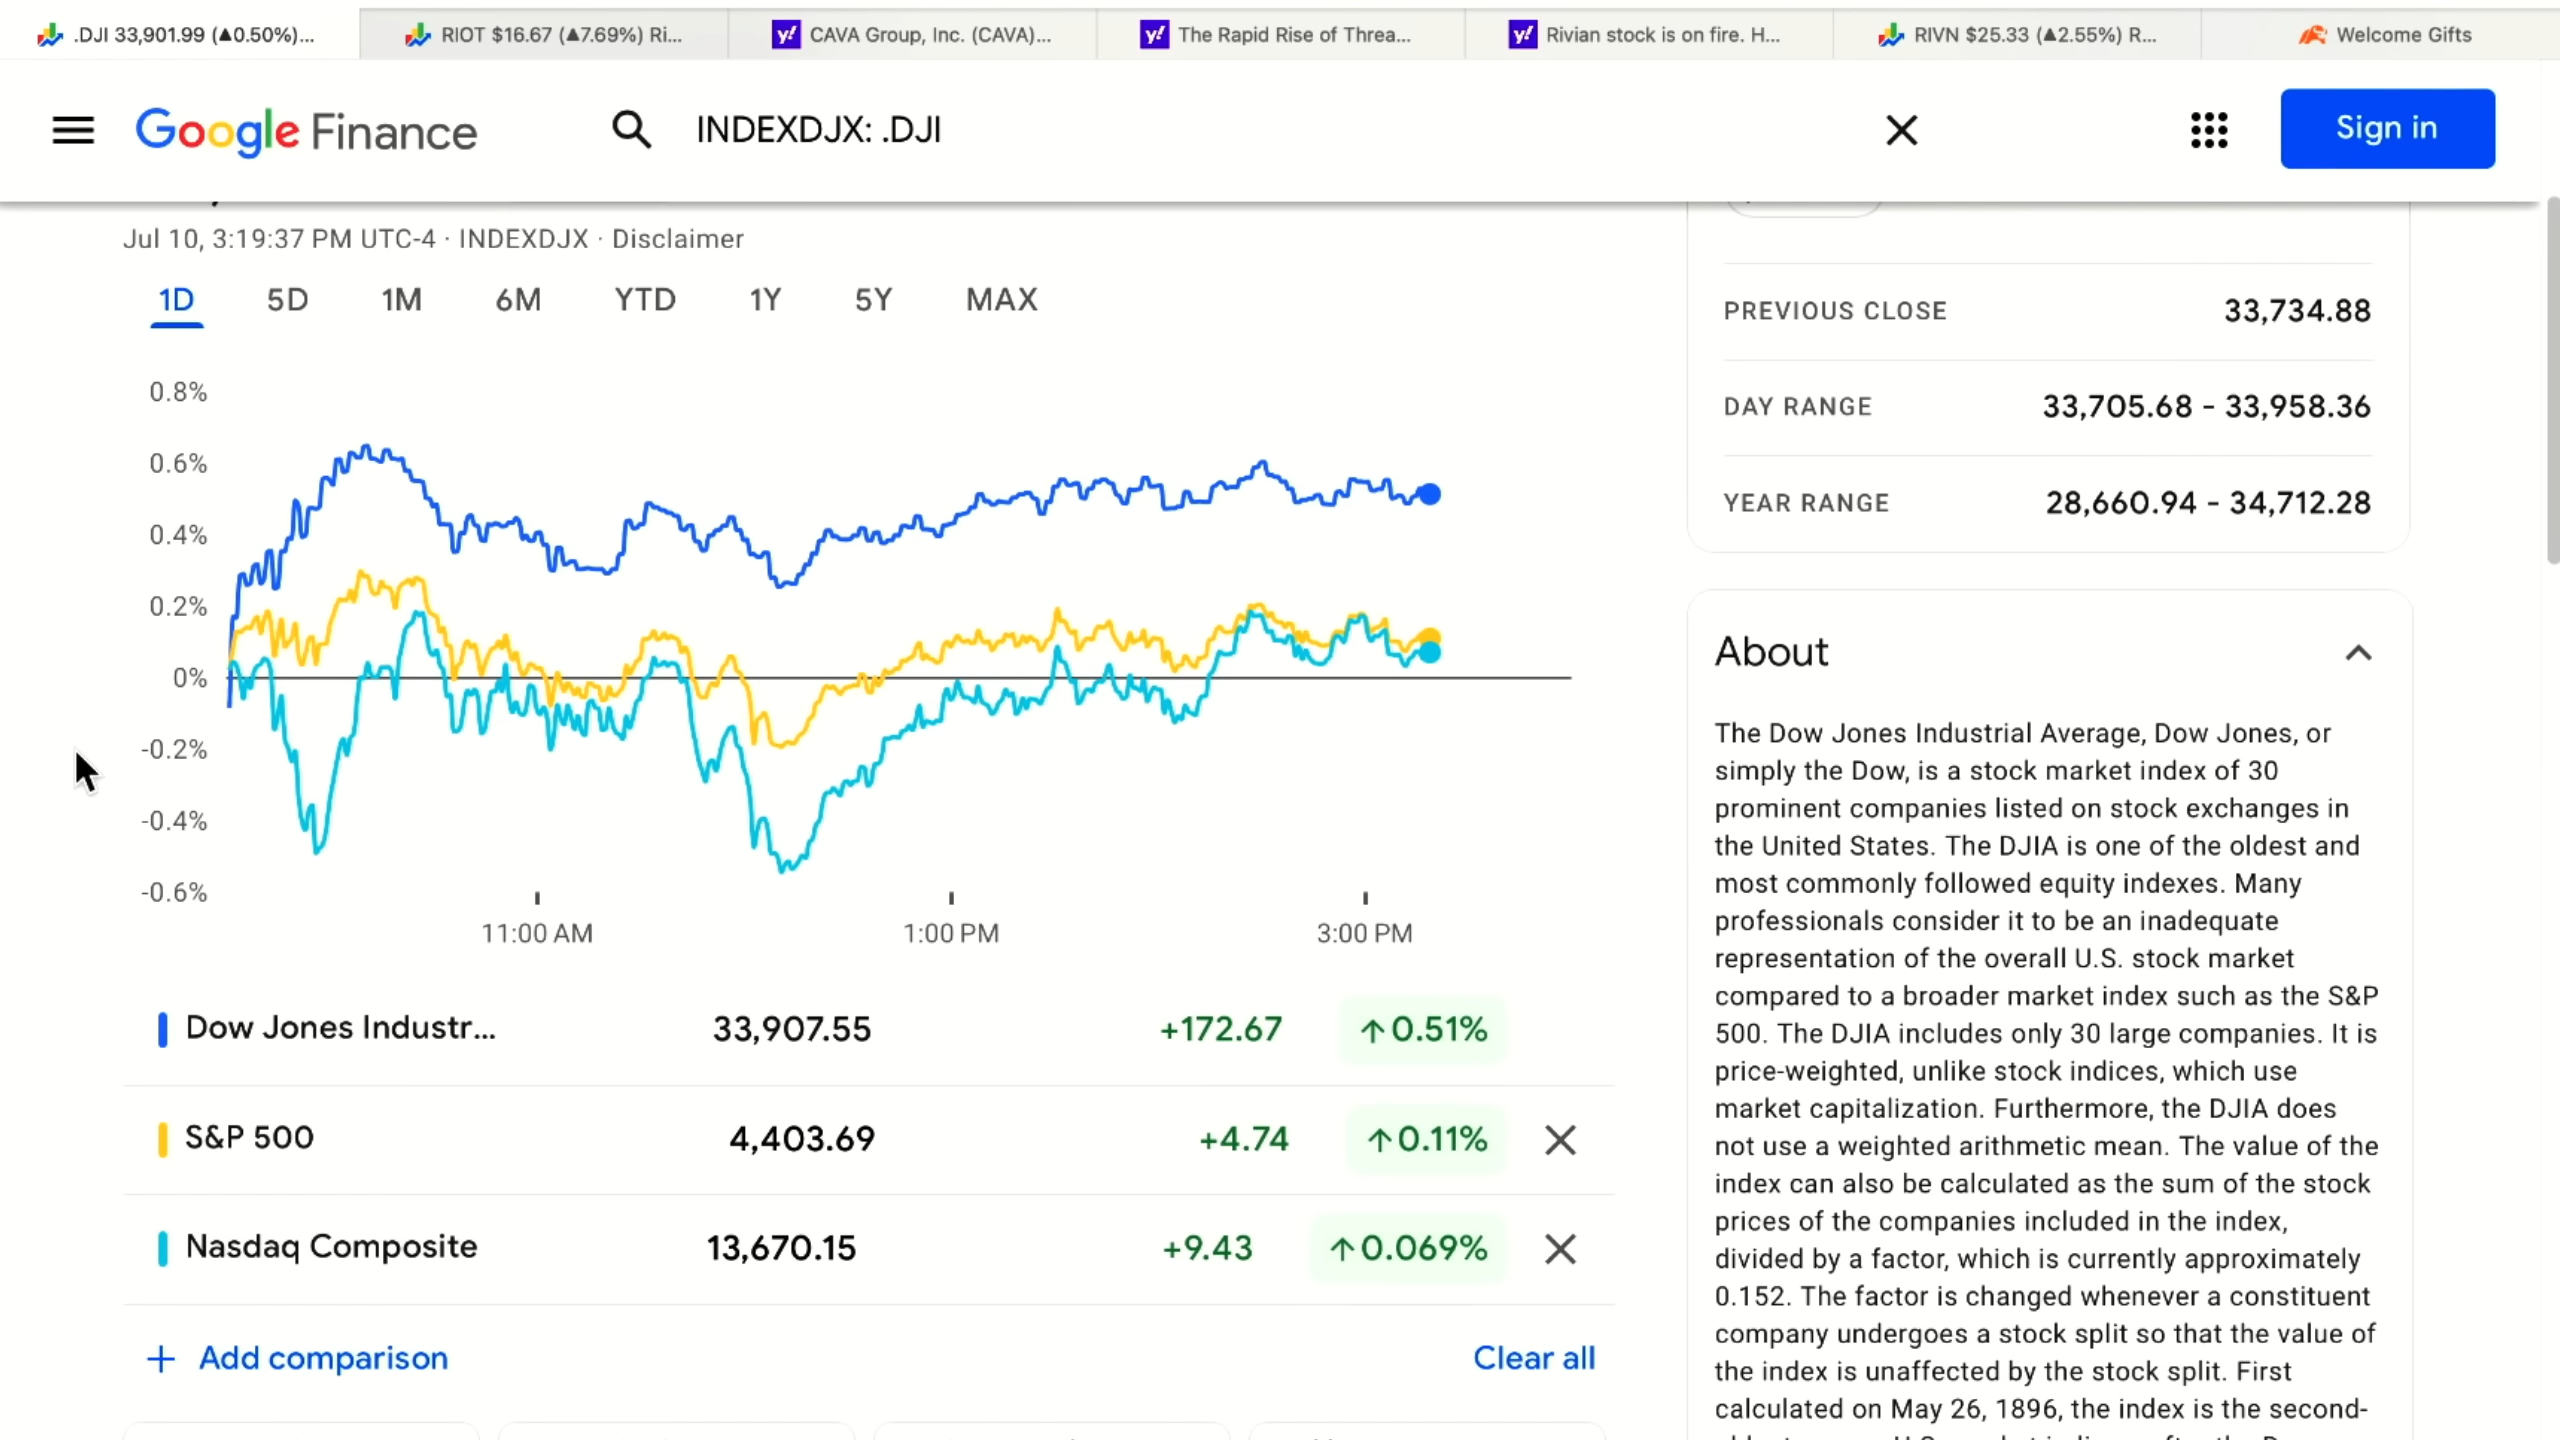 .DJI 33,901.99 (▲0.50%)...
RIOT $16.67 (▲7.69%) Ri...
y! CAVA Group, Inc. (CAVA)...
y! The Rapid Rise of Threa...
y! Rivian stock is on fire. H...
RIVN $25.33 (▲2.55%) R...
Welcome Gifts
Google Finance
INDEXDJX: .DJI
Sign in
Jul 10, 3:19:37 PM UTC-4 · INDEXDJX · Disclaimer
1D 5D 1M 6M YTD 1Y 5Y MAX
0.8%
0.6%
0.4%
0.2%
0%
-0.2%
-0.4%
-0.6%
11:00 AM 1:00 PM 3:00 PM
Dow Jones Industr... 33,907.55 +172.67 ↑0.51%
S&P 500 4,403.69 +4.74 ↑0.11%
Nasdaq Composite 13,670.15 +9.43 ↑0.069%
+ Add comparison Clear all
PREVIOUS CLOSE 33,734.88
DAY RANGE 33,705.68 - 33,958.36
YEAR RANGE 28,660.94 - 34,712.28
About
The Dow Jones Industrial Average, Dow Jones, or
simply the Dow, is a stock market index of 30
prominent companies listed on stock exchanges in
the United States. The DJIA is one of the oldest and
most commonly followed equity indexes. Many
professionals consider it to be an inadequate
representation of the overall U.S. stock market
compared to a broader market index such as the S&P
500. The DJIA includes only 30 large companies. It is
price-weighted, unlike stock indices, which use
market capitalization. Furthermore, the DJIA does
not use a weighted arithmetic mean. The value of the
index can also be calculated as the sum of the stock
prices of the companies included in the index,
divided by a factor, which is currently approximately
0.152. The factor is changed whenever a constituent
company undergoes a stock split so that the value of
the index is unaffected by the stock split. First
calculated on May 26, 1896, the index is the second-